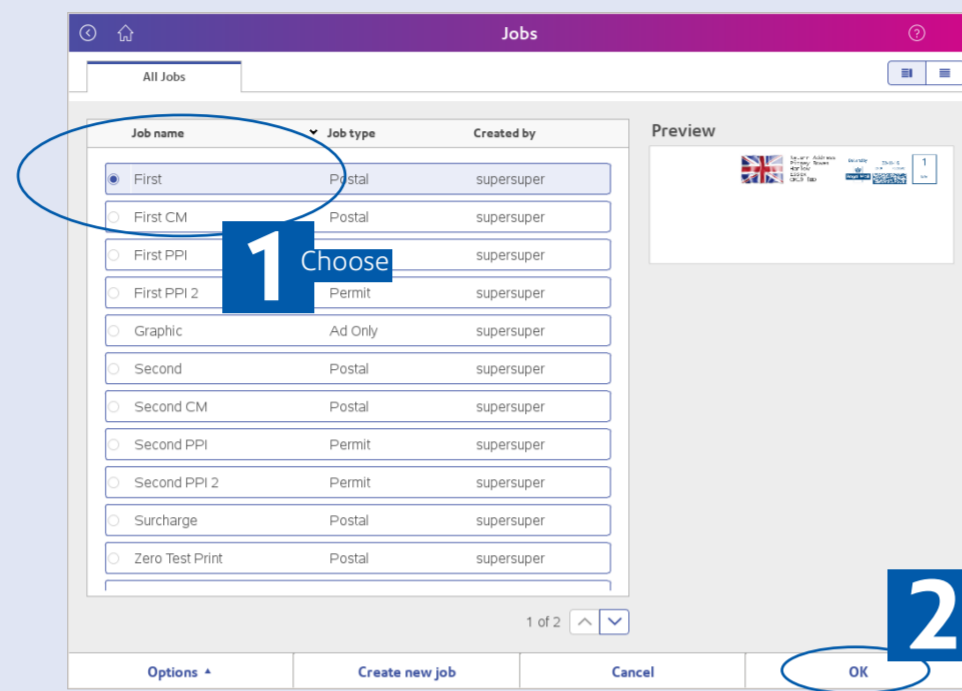 Jobs
All Jobs
Job name Job type Created by
Preview
First Postal supersuper
First CM Postal supersuper
First PPI supersuper
First PPI 2 Permit supersuper
Graphic Ad Only supersuper
Second Postal supersuper
Second CM Postal supersuper
Second PPI Permit supersuper
Second PPI 2 Permit supersuper
Surcharge Postal supersuper
Zero Test Print Postal supersuper
1 Choose
1
1 of 2
2
Options Create new job Cancel OK